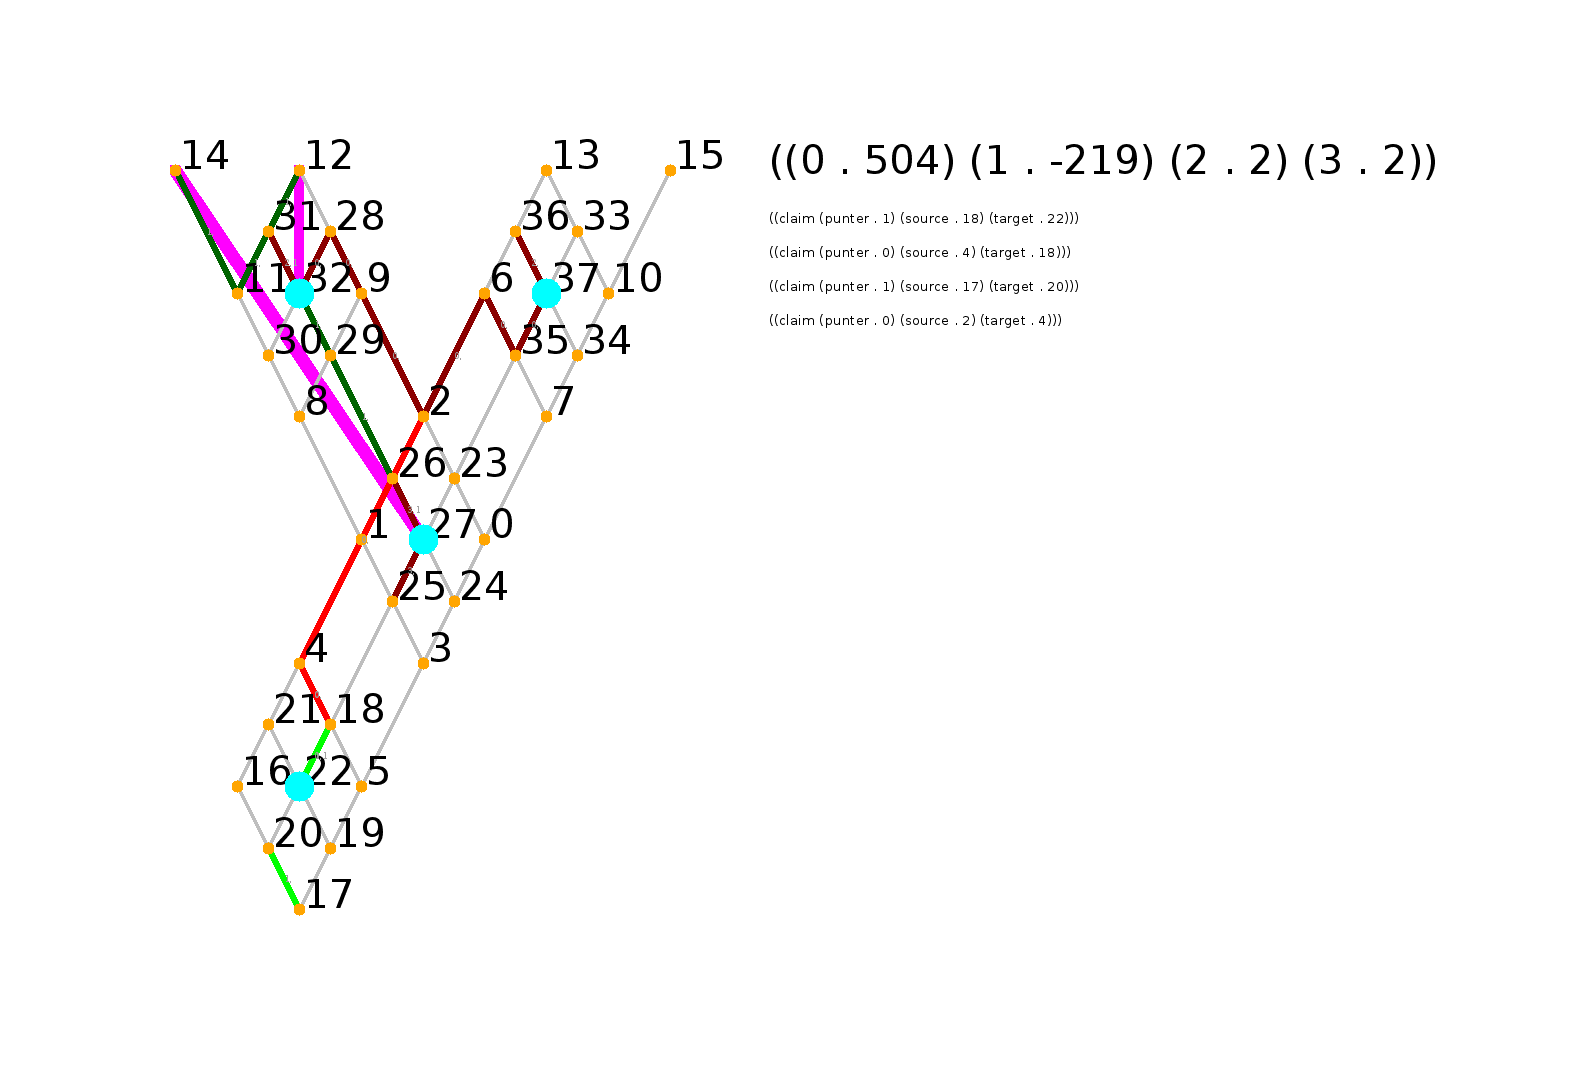 14 12 13 15 ((0 . 504) (1 . -219) (2 . 2) (3 . 2))
31 28 36 33 ((claim (punter . 1) (source . 18) (target . 22)))
((claim (punter . 0) (source . 4) (target . 18)))
11 32 9 6 37 10 ((claim (punter . 1) (source . 17) (target . 20)))
((claim (punter . 0) (source . 2) (target . 4)))
30 29 35 34
8 2 7
26 23
1 27 0
25 24
4 3
21 18
16 22 5
20 19
17